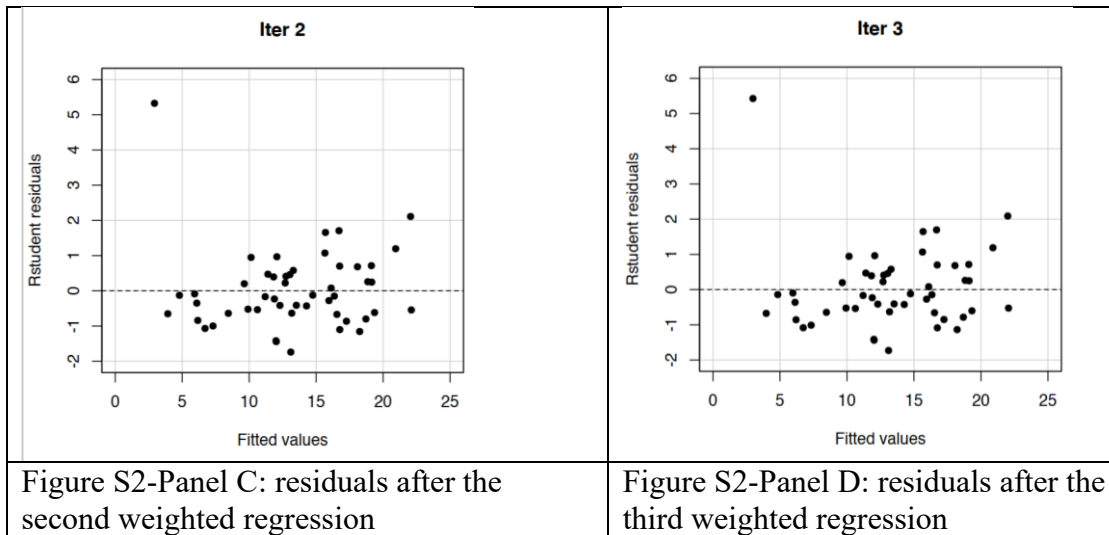 Iter 2
Rstudent residuals
6
5
4
3
2
1
0
-1
-2
0 5 10 15 20 25
Fitted values
Figure S2-Panel C: residuals after the
second weighted regression
Iter 3
Rstudent residuals
6
5
4
3
2
1
0
-1
-2
0 5 10 15 20 25
Fitted values
Figure S2-Panel D: residuals after the
third weighted regression